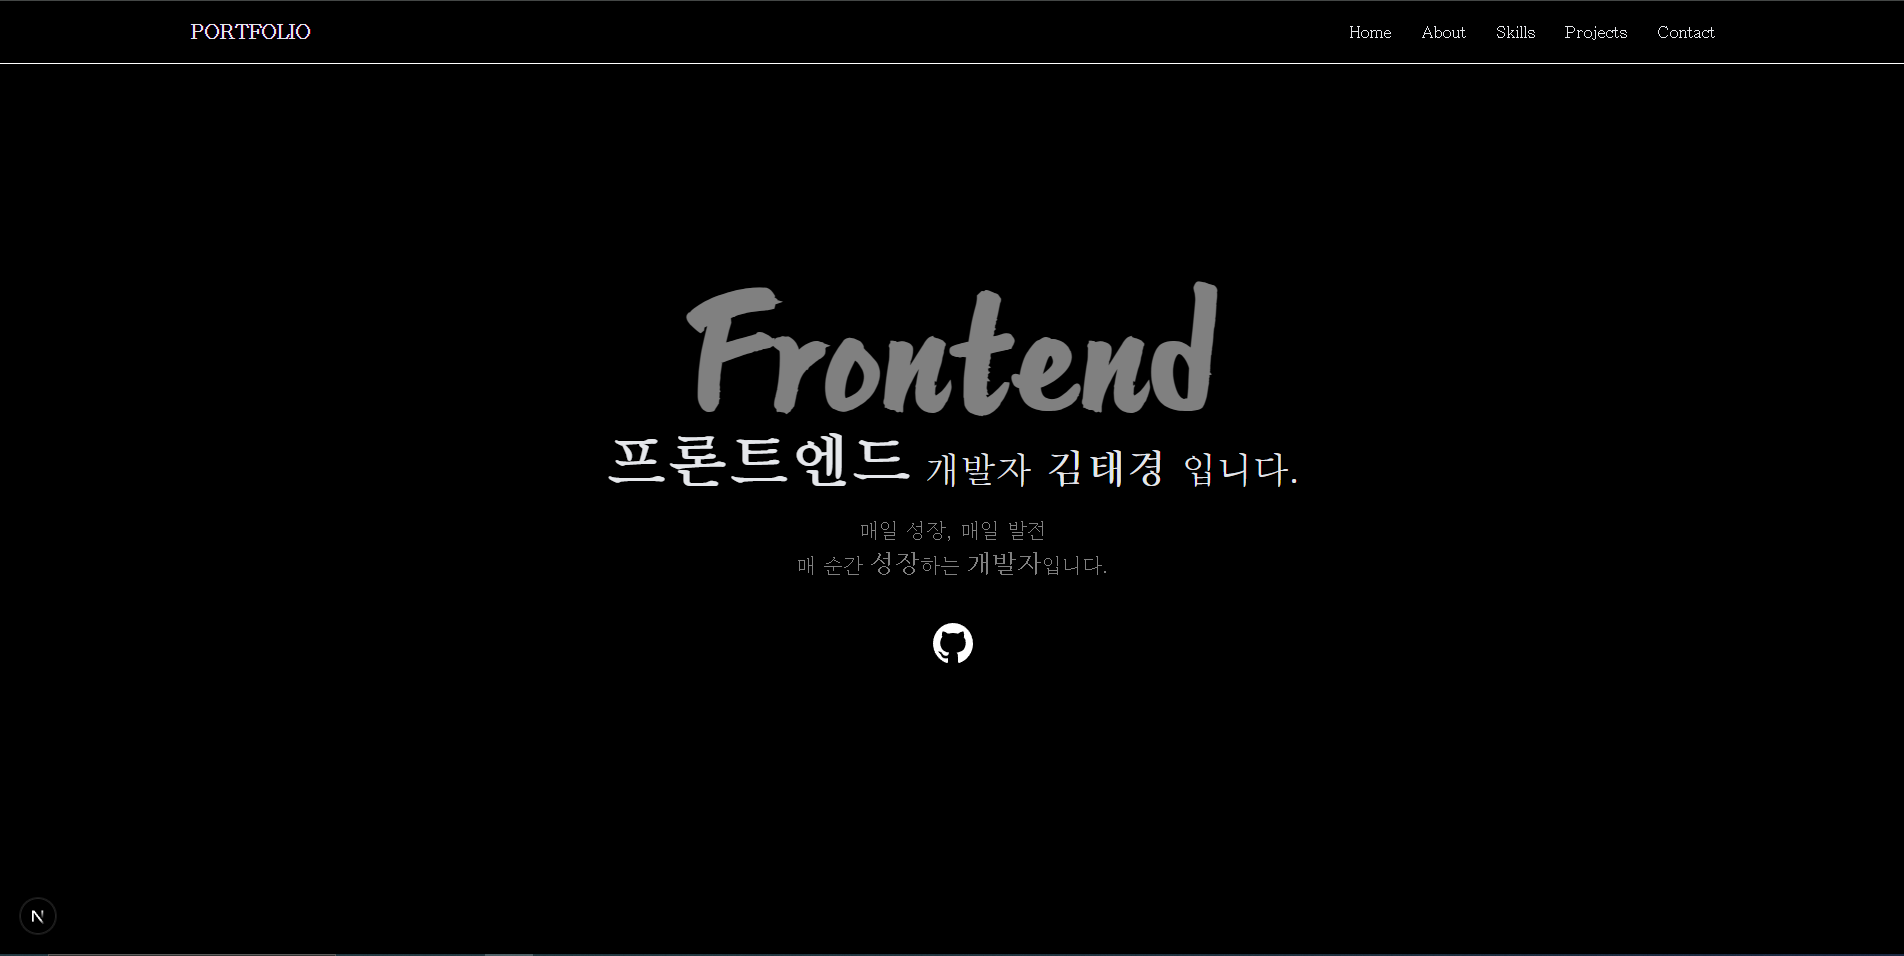 PORTFOLIO
Home About Skills Projects Contact
Frontend
프론트엔드 개발자 김태경 입니다.
매일 성장, 매일 발전
매 순간 성장하는 개발자입니다.
N